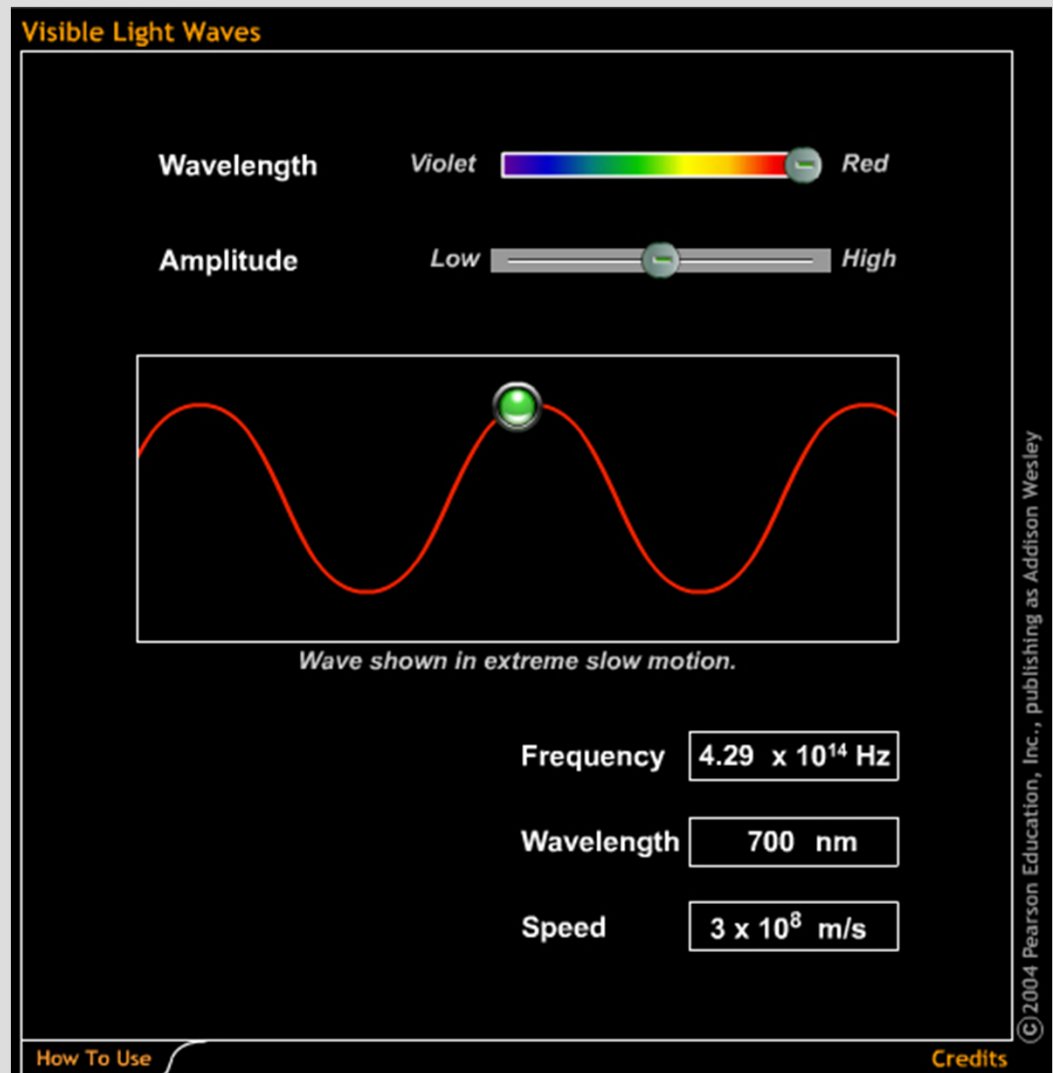 Visible Light Waves
Wavelength Violet Red
Amplitude Low High
Wave shown in extreme slow motion.
Frequency 4.29 x 10¹⁴ Hz
Wavelength 700 nm
Speed 3 x 10⁸ m/s
©2004 Pearson Education, Inc., publishing as Addison Wesley
How To Use Credits